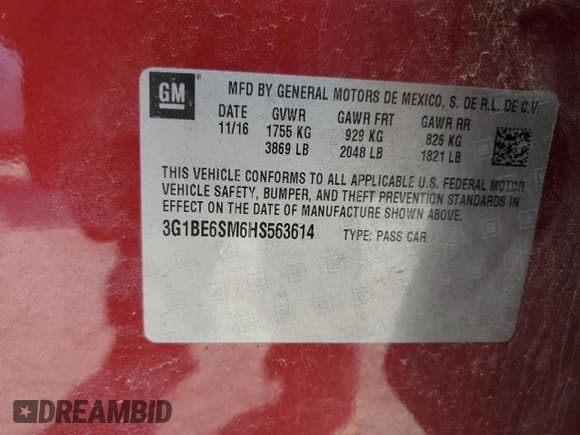 GM
MFD BY GENERAL MOTORS DE MEXICO, S. DE R.L. DE C.V.
DATE GVWR GAWR FRT GAWR RR
11/16 1755 KG 929 KG 826 KG
3869 LB 2048 LB 1821 LB
THIS VEHICLE CONFORMS TO ALL APPLICABLE U.S. FEDERAL MOTOR
VEHICLE SAFETY, BUMPER, AND THEFT PREVENTION STANDARDS IN
EFFECT ON THE DATE OF MANUFACTURE SHOWN ABOVE.
3G1BE6SM6HS563614 TYPE: PASS CAR
DREAMBID